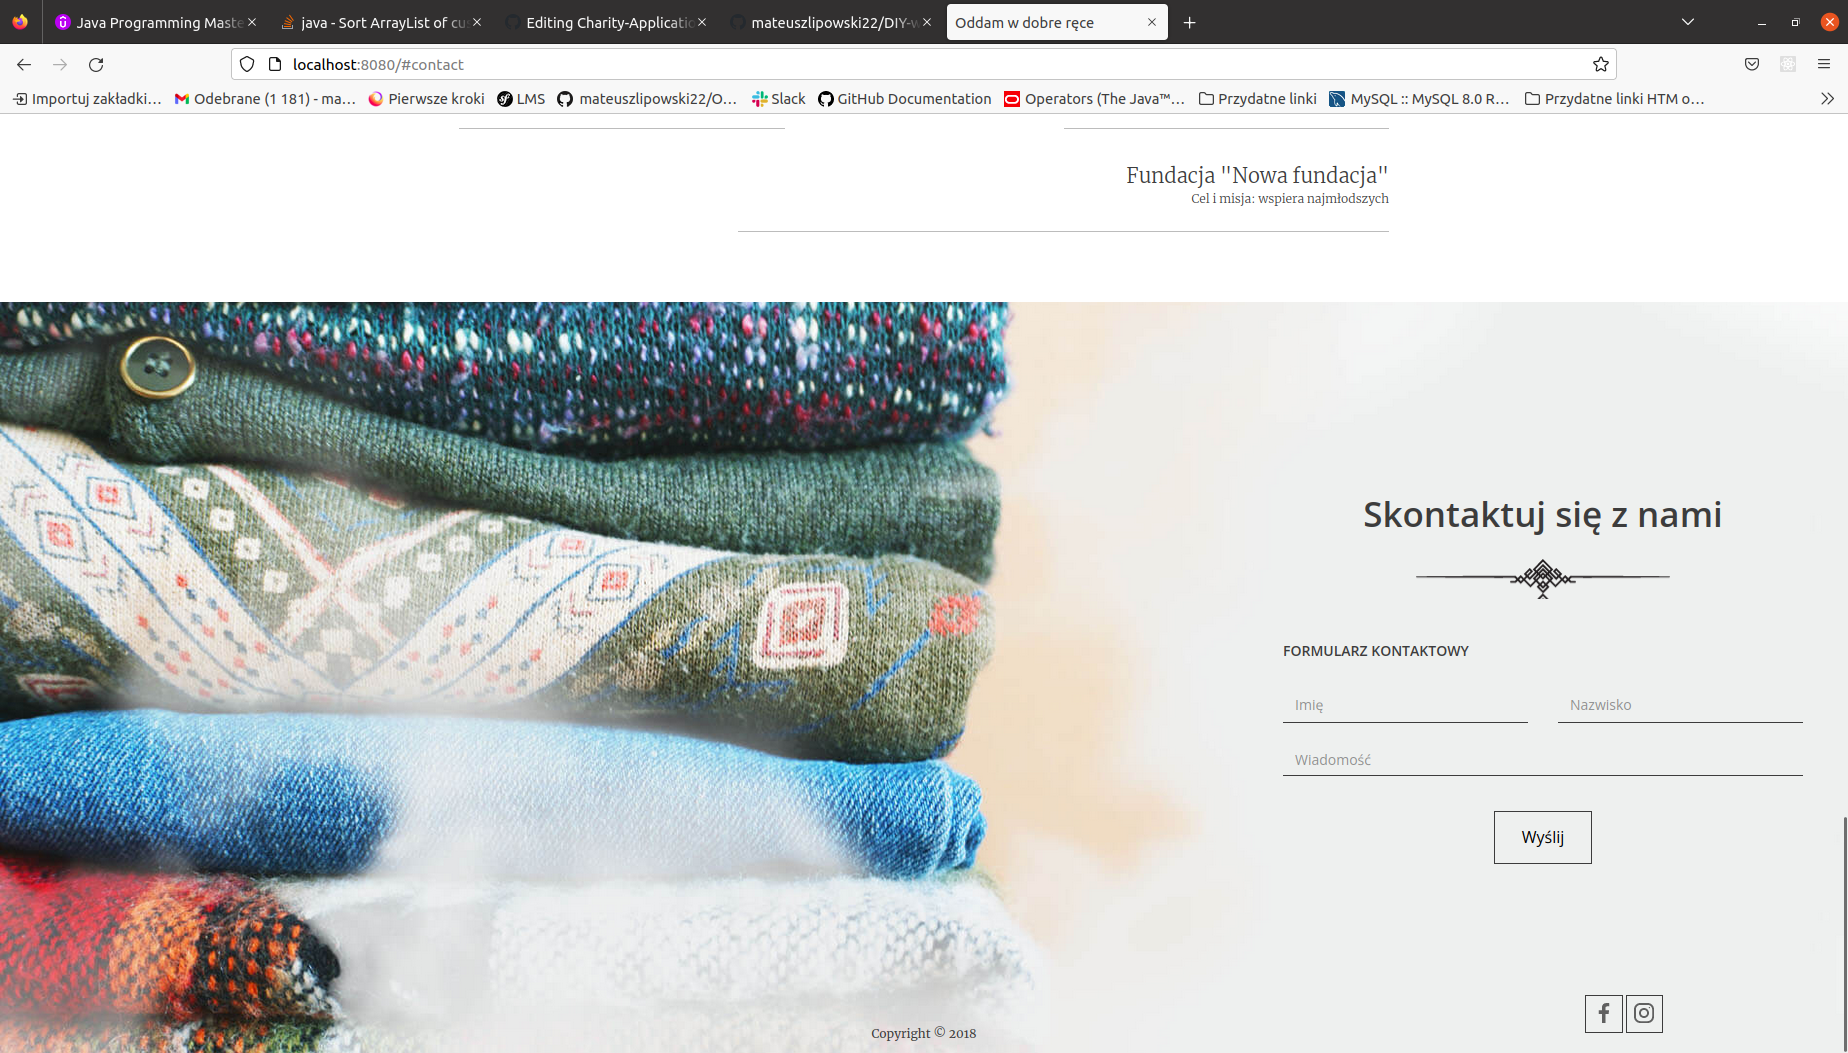 Java Programming Maste
java - Sort ArrayList of cu
Editing Charity-Applicatio
mateuszlipowski22/DIY-w
Oddam w dobre ręce
localhost:8080/#contact
Importuj zakładki…
Odebrane (1 181) - ma…
Pierwsze kroki
LMS
mateuszlipowski22/O…
Slack
GitHub Documentation
Operators (The Java™…
Przydatne linki
MySQL :: MySQL 8.0 R…
Przydatne linki HTM o…
Fundacja "Nowa fundacja"
Cel i misja: wspiera najmłodszych
Skontaktuj się z nami
FORMULARZ KONTAKTOWY
Imię
Nazwisko
Wiadomość
Wyślij
Copyright © 2018